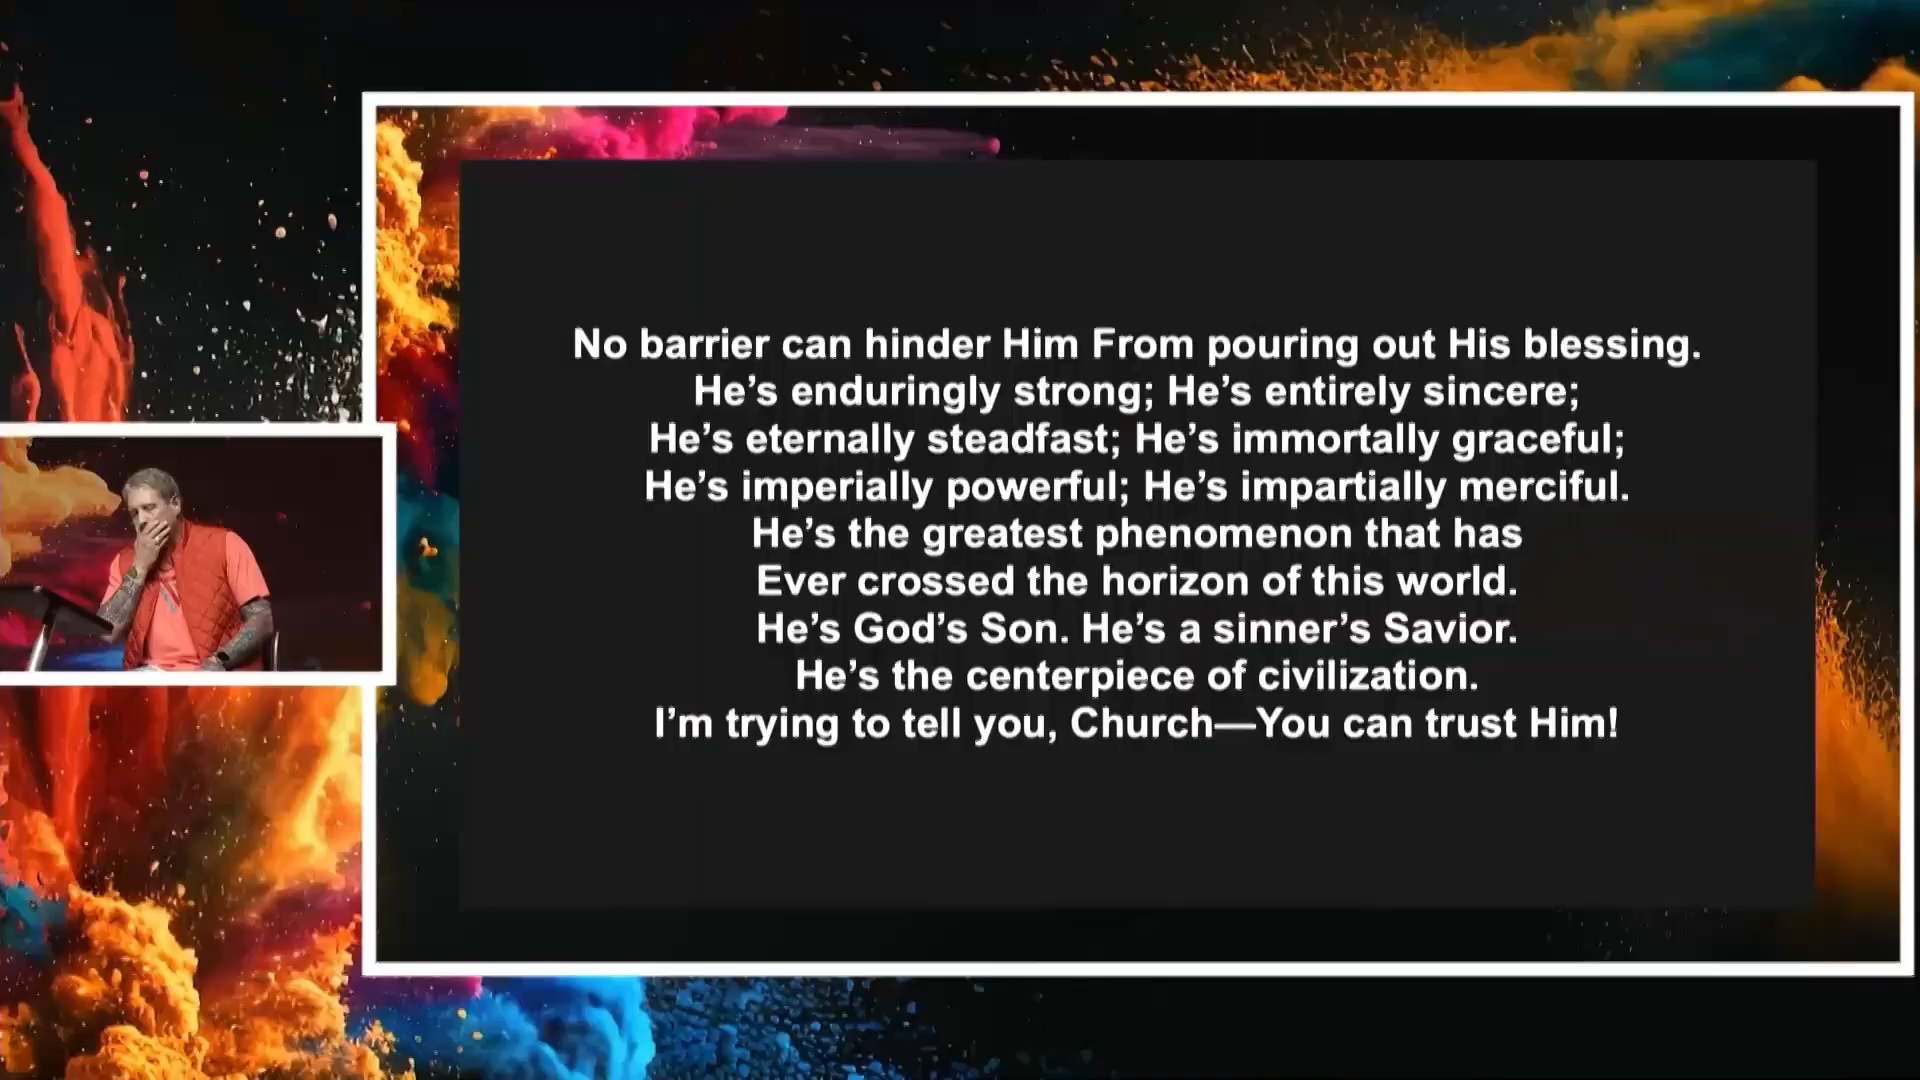 No barrier can hinder Him From pouring out His blessing.
He’s enduringly strong; He’s entirely sincere;
He’s eternally steadfast; He’s immortally graceful;
He’s imperially powerful; He’s impartially merciful.
He’s the greatest phenomenon that has
Ever crossed the horizon of this world.
He’s God’s Son. He’s a sinner’s Savior.
He’s the centerpiece of civilization.
I’m trying to tell you, Church—You can trust Him!